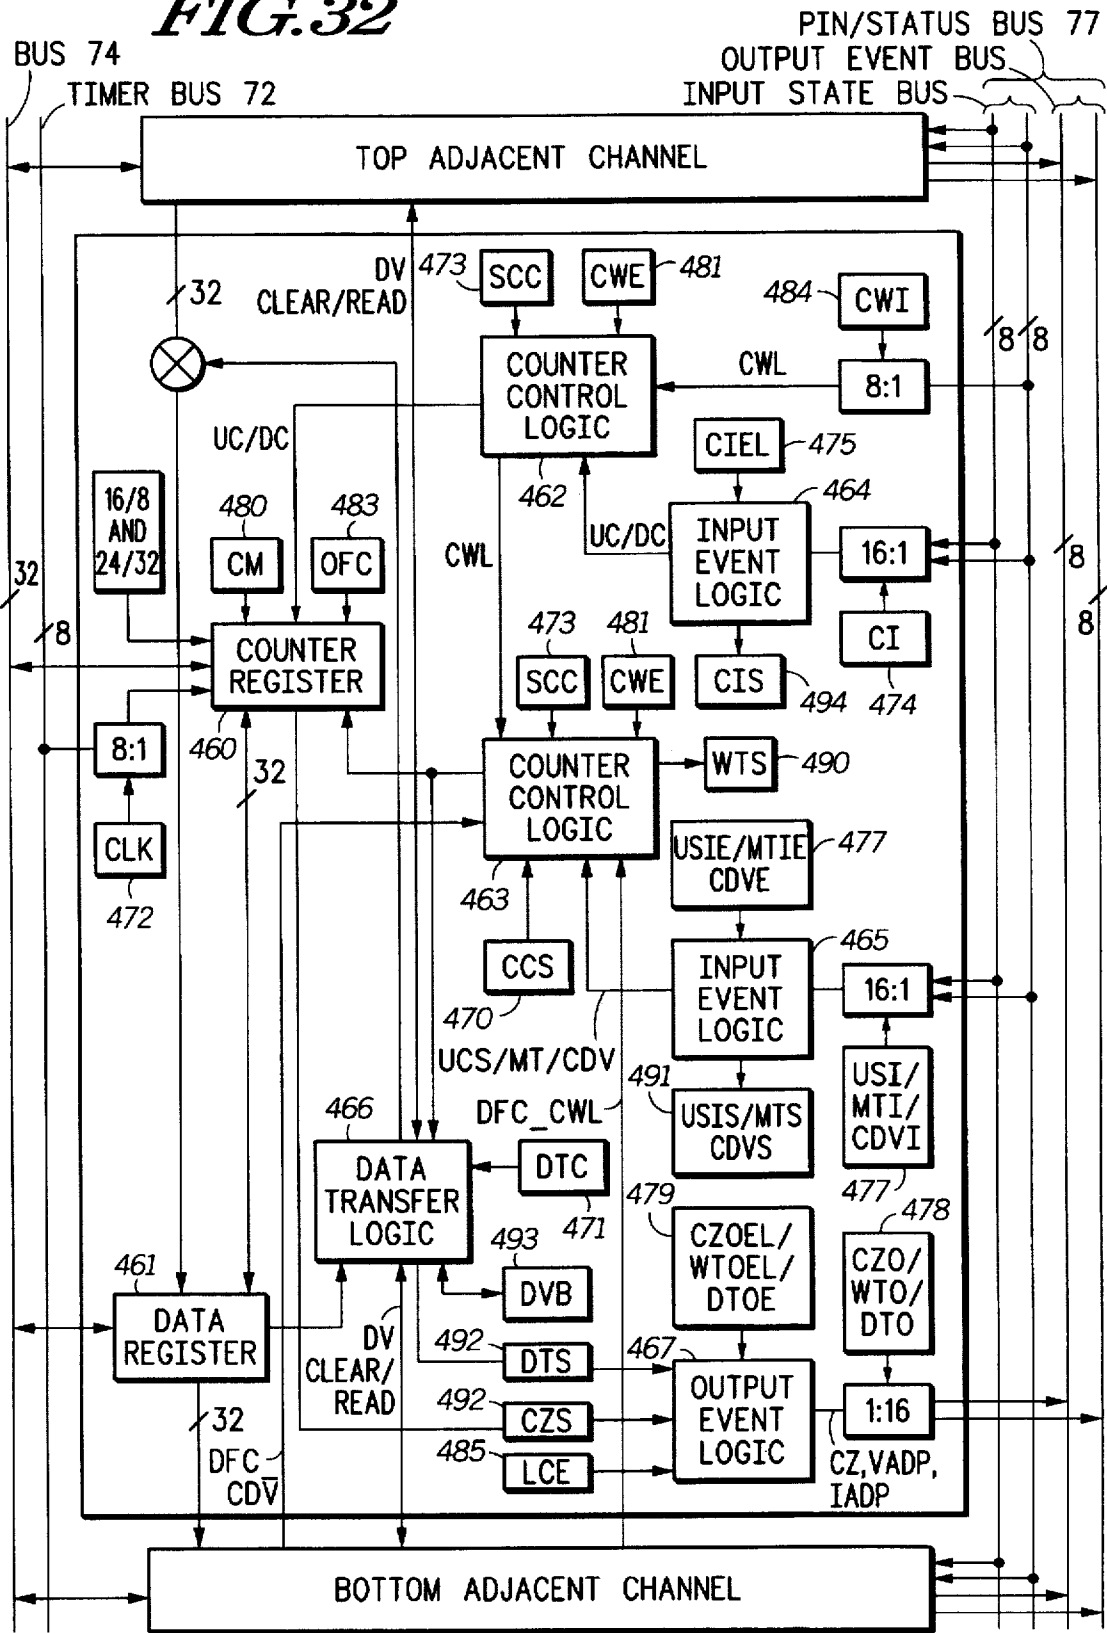 FIG.32
PIN/STATUS BUS 77
BUS 74
OUTPUT EVENT BUS
TIMER BUS 72
INPUT STATE BUS
TOP ADJACENT CHANNEL
32
DV
CLEAR/READ
473
SCC
CWE
481
484
CWI
8
8
COUNTER
CONTROL
LOGIC
462
CWL
8:1
UC/DC
CIEL
475
464
16/8
AND
24/32
480
CM
483
OFC
CWL
UC/DC
INPUT
EVENT
LOGIC
16:1
8
32
8
8
COUNTER
REGISTER
460
473
SCC
481
CWE
CIS
494
CI
474
8:1
32
COUNTER
CONTROL
LOGIC
463
WTS
490
CLK
472
USIE/MTIE
CDVE
477
CCS
470
INPUT
EVENT
LOGIC
465
16:1
UCS/MT/CDV
491
USIS/MTS
CDVS
USI/
MTI/
CDVI
477
DFC_CWL
466
DATA
TRANSFER
LOGIC
DTC
471
479
CZOEL/
WTOEL/
DTOE
478
CZO/
WTO/
DTO
493
DVB
461
DATA
REGISTER
DV
CLEAR/
READ
492
DTS
467
OUTPUT
EVENT
LOGIC
1:16
492
CZS
32
485
LCE
DFC_
CDV̅
CZ,VADP,
IADP
BOTTOM ADJACENT CHANNEL